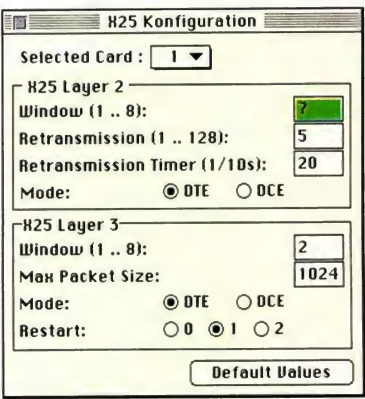 X25 Konfiguration
Selected Card : 1
X25 Layer 2
Window (1 .. 8): 7
Retransmission (1 .. 128): 5
Retransmission Timer (1/10s): 20
Mode: DTE DCE
X25 Layer 3
Window (1 .. 8): 2
Max Packet Size: 1024
Mode: DTE DCE
Restart: 0 1 2
Default Values